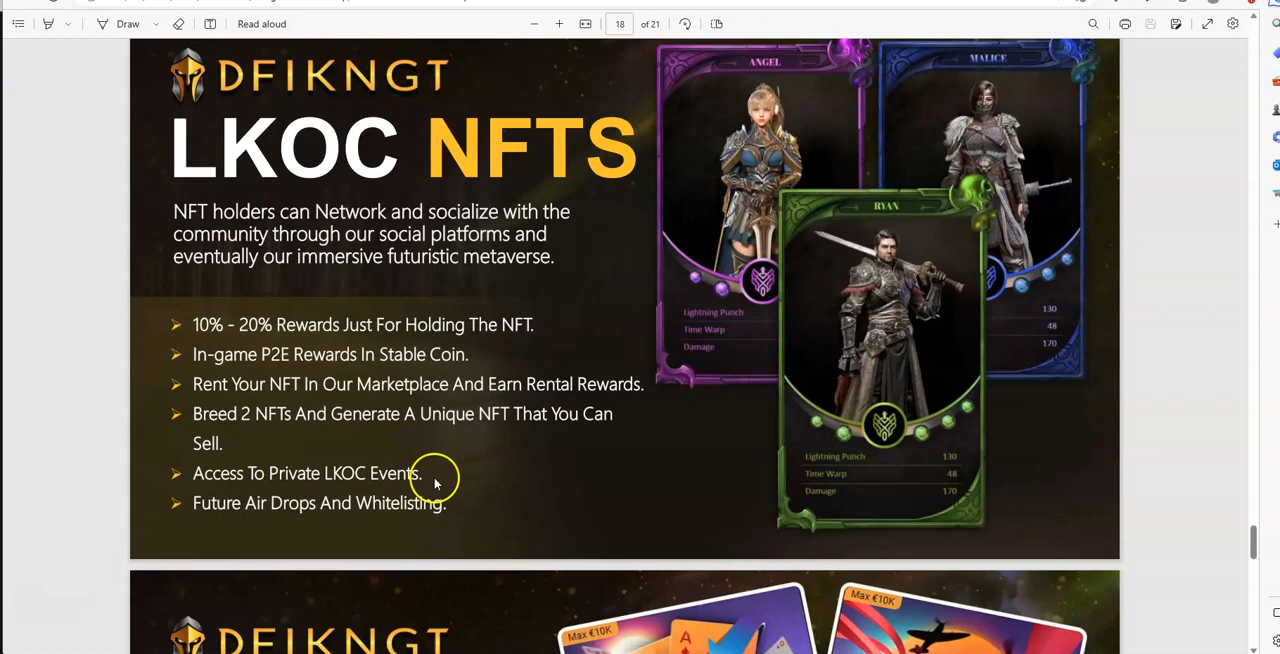 Draw
Read aloud
18
of 21
DFIKNGT
LKOC NFTS
NFT holders can Network and socialize with the
community through our social platforms and
eventually our immersive futuristic metaverse.
10% - 20% Rewards Just For Holding The NFT.
In-game P2E Rewards In Stable Coin.
Rent Your NFT In Our Marketplace And Earn Rental Rewards.
Breed 2 NFTs And Generate A Unique NFT That You Can
Sell.
Access To Private LKOC Events.
Future Air Drops And Whitelisting.
ANGEL
Lightning Punch
Time Warp
Damage
MALICE
130
48
170
RYAN
Lightning Punch 130
Time Warp 48
Damage 170
DFIKNGT
Max €10K
A
Max €10K